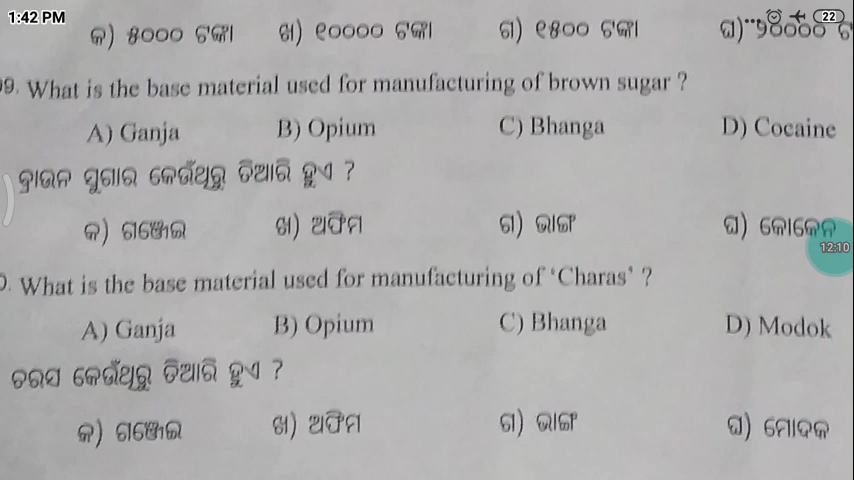 1:42 PM 22
କ) ୫୦୦୦ ଟଙ୍କା ଖ) ୧୦୦୦୦ ଟଙ୍କା ଗ) ୧୫୦୦ ଟଙ୍କା ଘ)
9. What is the base material used for manufacturing of brown sugar ?
A) Ganja B) Opium C) Bhanga D) Cocaine
ବ୍ରାଉନ ସୁଗାର କେଉଁଥିରୁ ତିଆରି ହୁଏ ?
କ) ଗଞ୍ଜେଇ ଖ) ଅଫିମ ଗ) ଭାଙ୍ଗ ଘ) କୋକେନ
12:10
0. What is the base material used for manufacturing of ‘Charas’ ?
A) Ganja B) Opium C) Bhanga D) Modok
ଚରସ କେଉଁଥିରୁ ତିଆରି ହୁଏ ?
କ) ଗଞ୍ଜେଇ ଖ) ଅଫିମ ଗ) ଭାଙ୍ଗ ଘ) ମୋଦକ